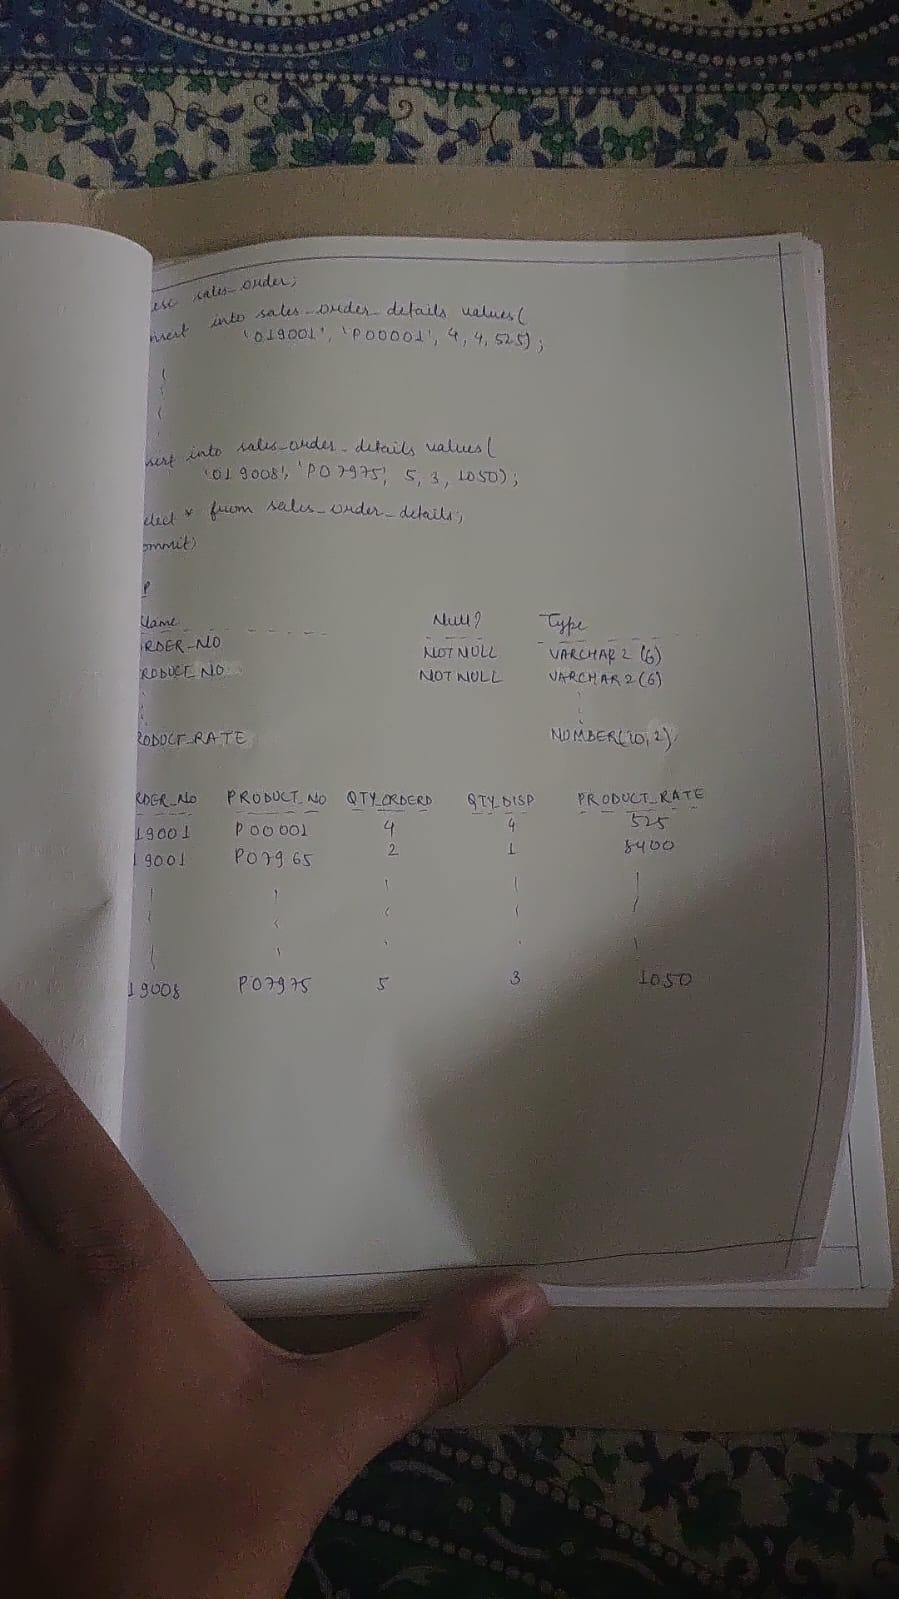 esc sales_order;
nsert into sales_order_details values(
'019001', 'P00001', 4, 4, 525);
sert into sales_order_details values(
'019008', 'P07975', 5, 3, 1050);
elect * from sales_order_details;
ommit;
P
Name Null? Type
RDER_NO NOT NULL VARCHAR2(6)
RODUCT_NO NOT NULL VARCHAR2(6)
RODUCT_RATE NUMBER(10,2)
RDER_NO PRODUCT_NO QTY_ORDERD QTY_DISP PRODUCT_RATE
19001 P00001 4 4 525
19001 P07965 2 1 8400
19008 P07975 5 3 1050